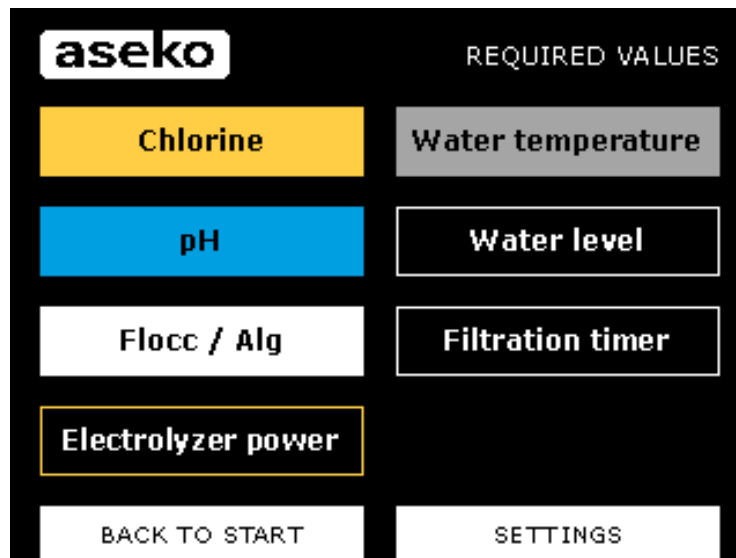 aseko
REQUIRED VALUES
Chlorine
Water temperature
pH
Water level
Flocc / Alg
Filtration timer
Electrolyzer power
BACK TO START
SETTINGS